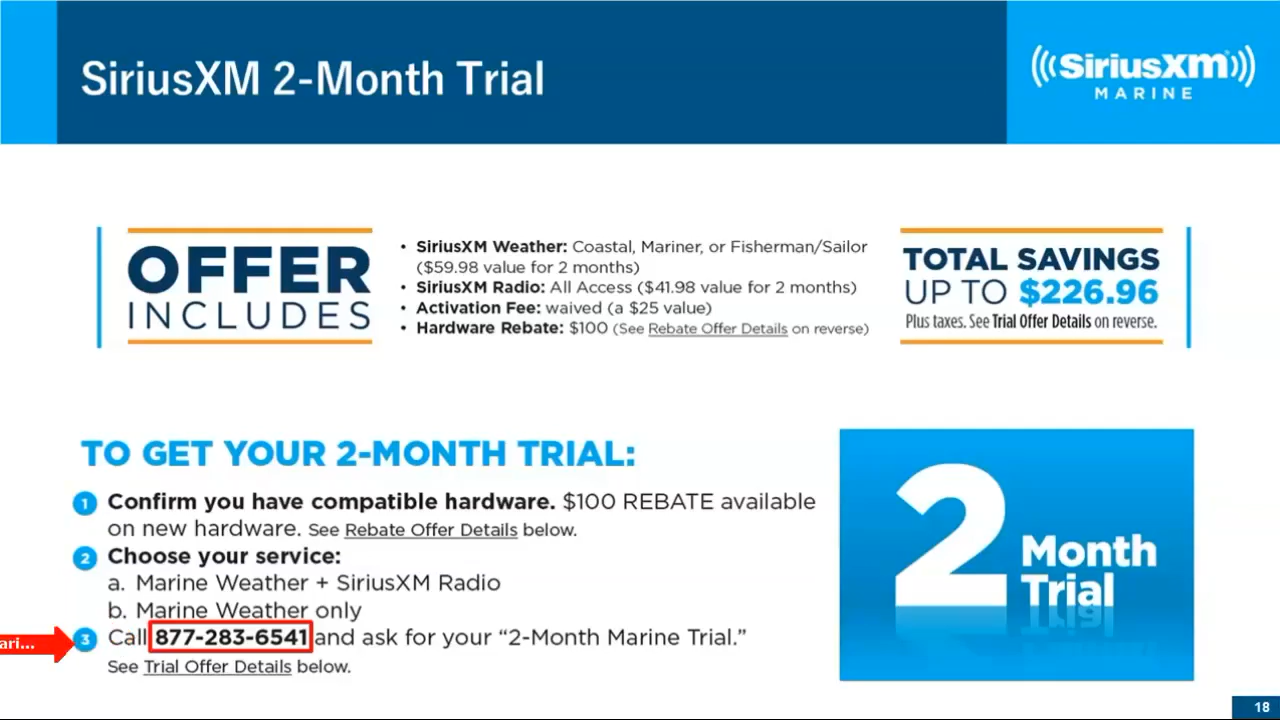 SiriusXM 2-Month Trial
((SiriusXM))
MARINE
OFFER
INCLUDES
• SiriusXM Weather: Coastal, Mariner, or Fisherman/Sailor
($59.98 value for 2 months)
• SiriusXM Radio: All Access ($41.98 value for 2 months)
• Activation Fee: waived (a $25 value)
• Hardware Rebate: $100 (See Rebate Offer Details on reverse)
TOTAL SAVINGS
UP TO $226.96
Plus taxes. See Trial Offer Details on reverse.
TO GET YOUR 2-MONTH TRIAL:
1 Confirm you have compatible hardware. $100 REBATE available
on new hardware. See Rebate Offer Details below.
2 Choose your service:
a. Marine Weather + SiriusXM Radio
b. Marine Weather only
ari...
3 Call 877-283-6541 and ask for your “2-Month Marine Trial.”
See Trial Offer Details below.
2 Month
Trial
18